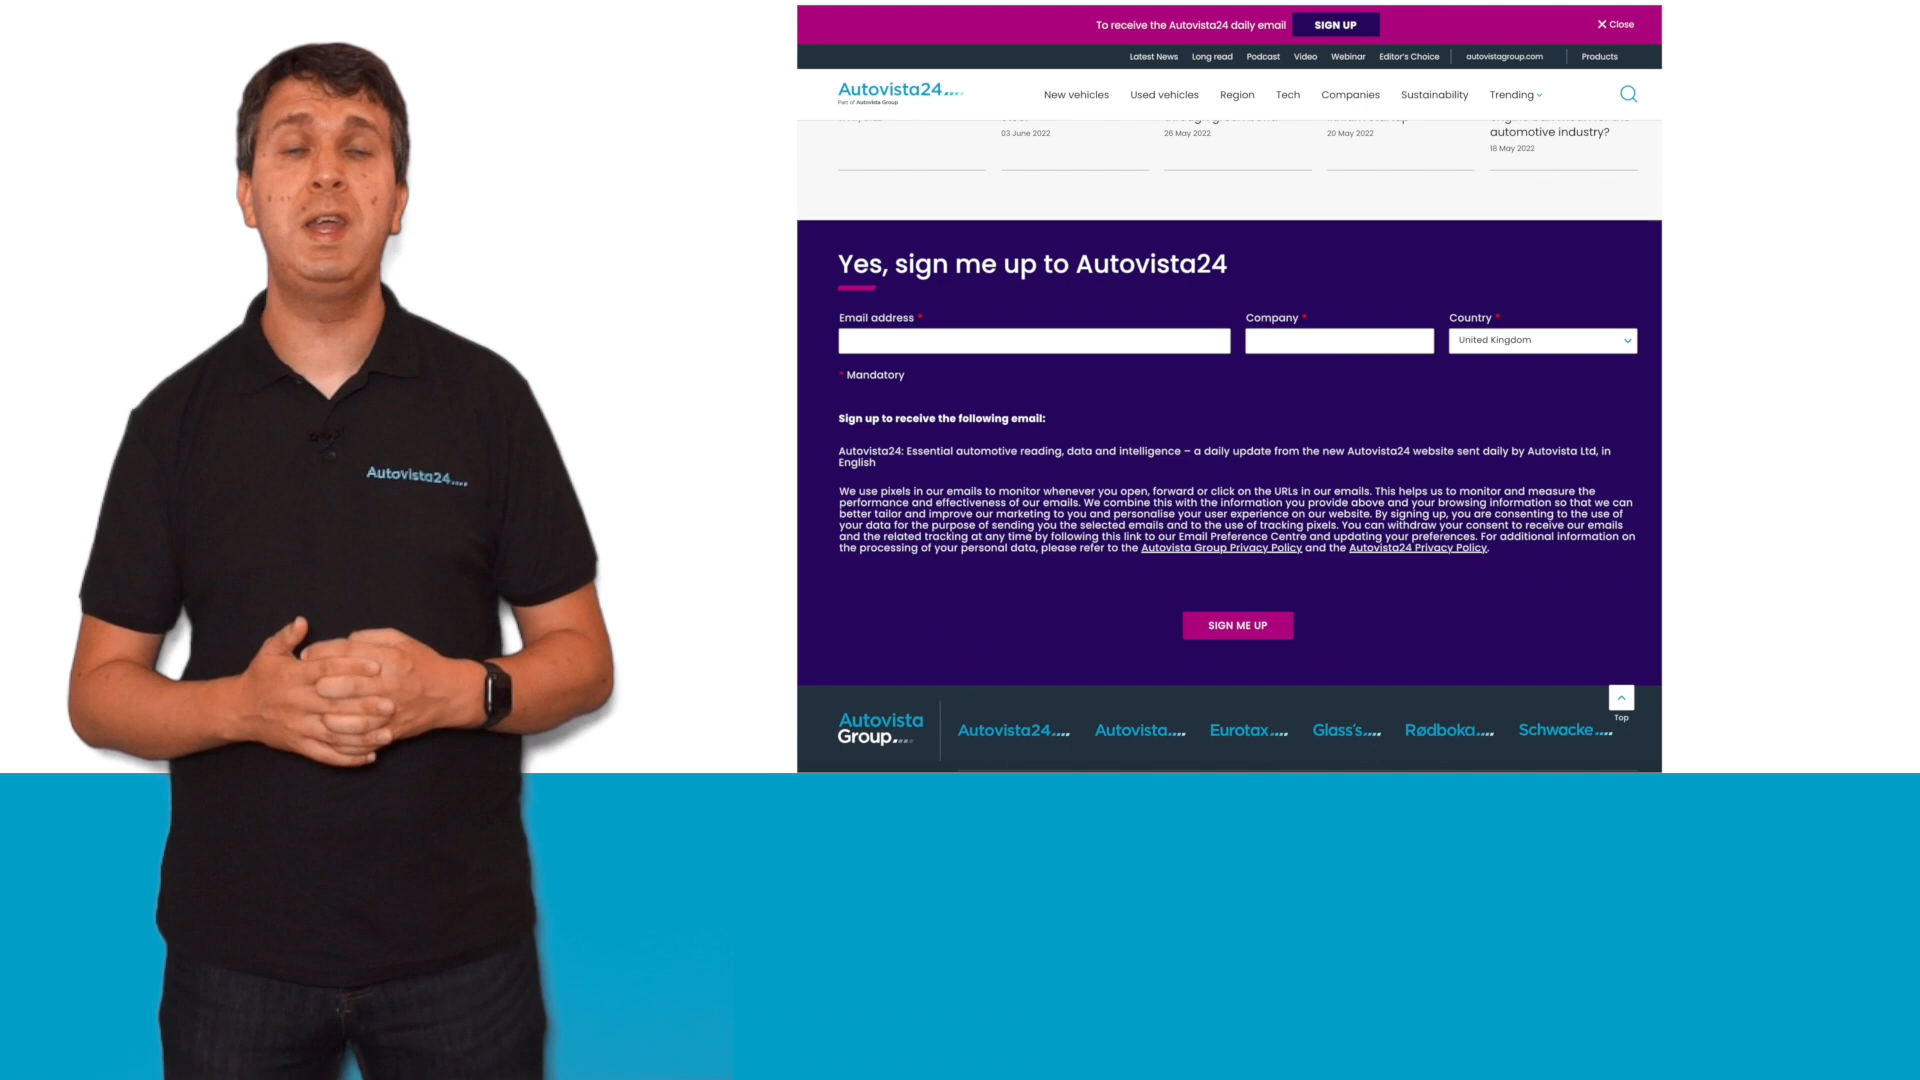 To receive the Autovista24 daily email SIGN UP Close
Latest News Long read Podcast Video Webinar Editor's Choice autovistagroup.com Products
Autovista24
Part of Autovista Group
New vehicles Used vehicles Region Tech Companies Sustainability Trending
automotive industry?
03 June 2022 26 May 2022 20 May 2022
18 May 2022
Yes, sign me up to Autovista24
Email address * Company * Country *
United Kingdom
* Mandatory
Sign up to receive the following email:
Autovista24: Essential automotive reading, data and intelligence – a daily update from the new Autovista24 website sent daily by Autovista Ltd, in
English
We use pixels in our emails to monitor whenever you open, forward or click on the URLs in our emails. This helps us to monitor and measure the
performance and effectiveness of our emails. We combine this with the information you provide above and your browsing information so that we can
better tailor and improve our marketing to you and personalise your user experience on our website. By signing up, you are consenting to the use of
your data for the purpose of sending you the selected emails and to the use of tracking pixels. You can withdraw your consent to receive our emails
and the related tracking at any time by following this link to our Email Preference Centre and updating your preferences. For additional information on
the processing of your personal data, please refer to the Autovista Group Privacy Policy and the Autovista24 Privacy Policy.
SIGN ME UP
Top
Autovista
Group
Autovista24 Autovista Eurotax Glass's Rødboka Schwacke
Autovista24